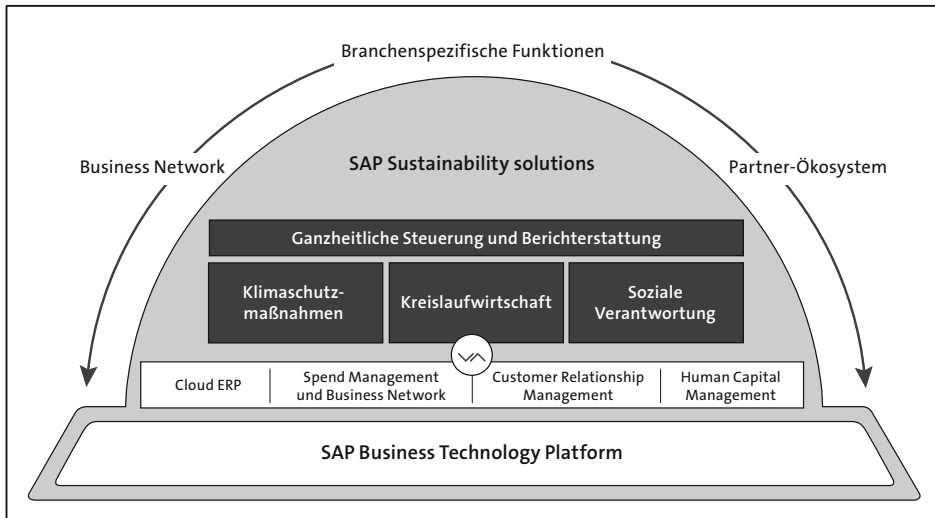 Branchenspezifische Funktionen
Business Network
Partner-Ökosystem
SAP Sustainability solutions
Ganzheitliche Steuerung und Berichterstattung
Klimaschutz-
maßnahmen
Kreislaufwirtschaft
Soziale
Verantwortung
Cloud ERP
Spend Management
und Business Network
Customer Relationship
Management
Human Capital
Management
SAP Business Technology Platform